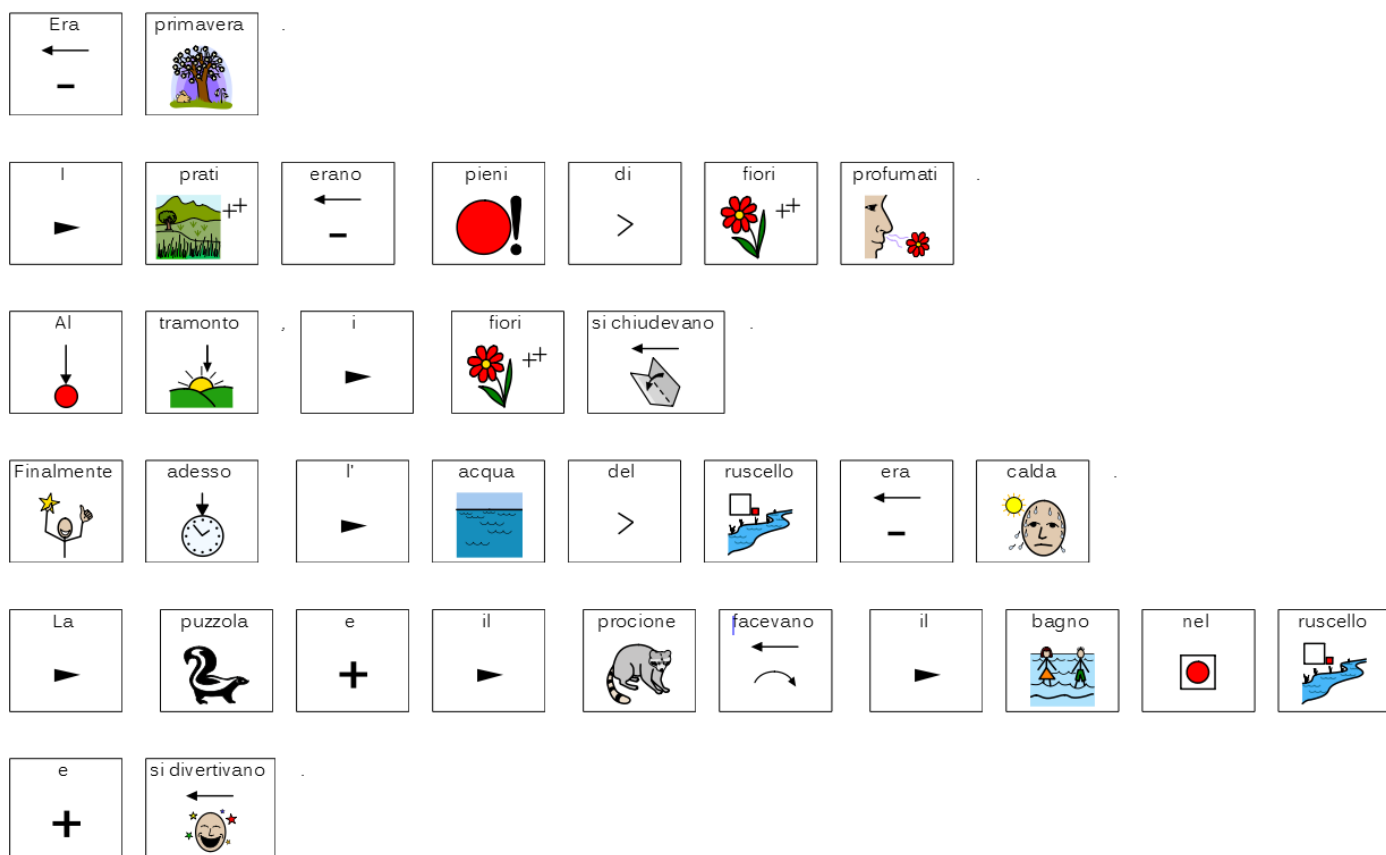 Era primavera .
I prati erano pieni di fiori profumati .
Al tramonto , i fiori si chiudevano .
Finalmente adesso l' acqua del ruscello era calda .
La puzzola e il procione facevano il bagno nel ruscello
e si divertivano .